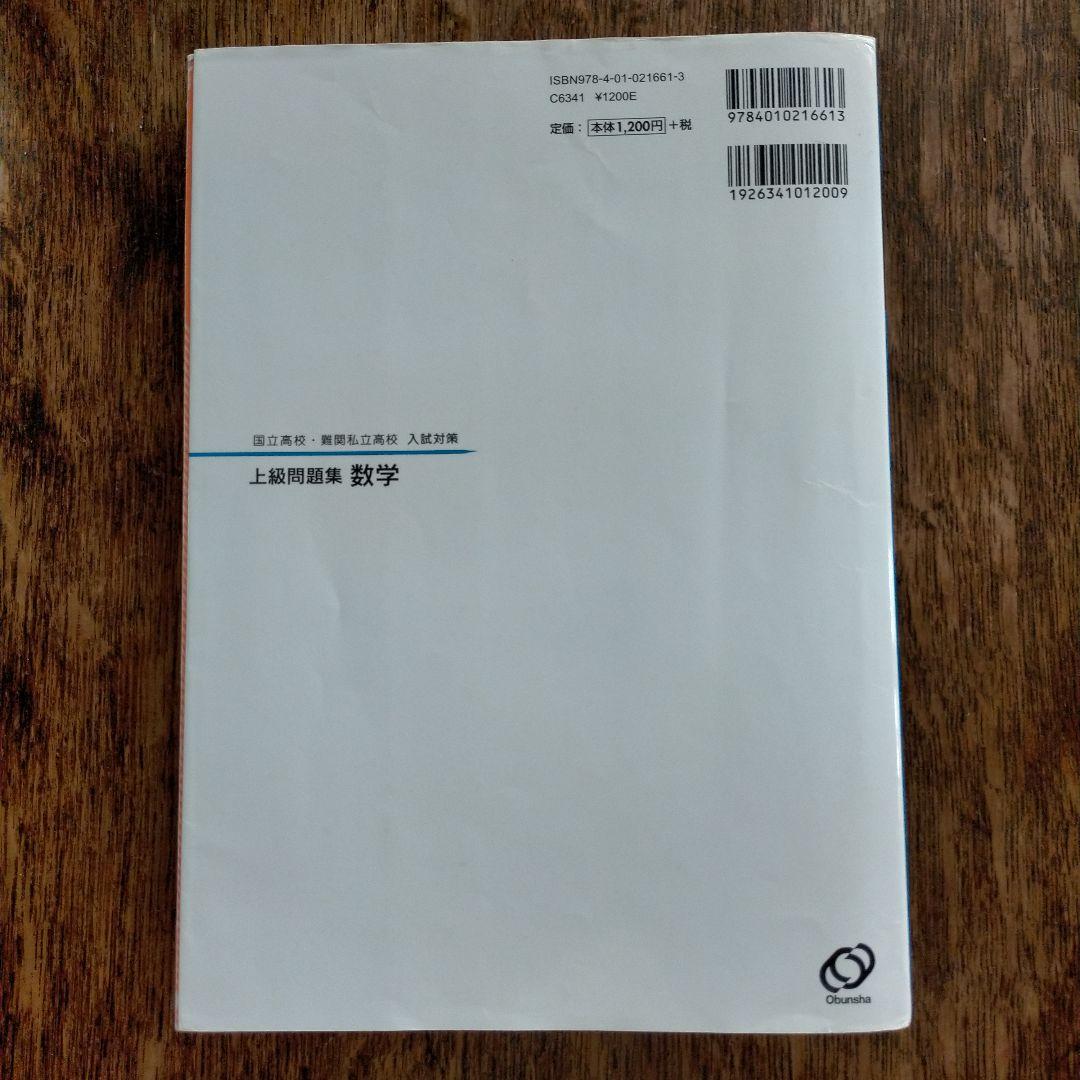 ISBN978-4-01-021661-3
C6341 ¥1200E
定価：本体1,200円+税
9784010216613
1926341012009
国立高校・難関私立高校 入試対策
上級問題集 数学
Obunsha